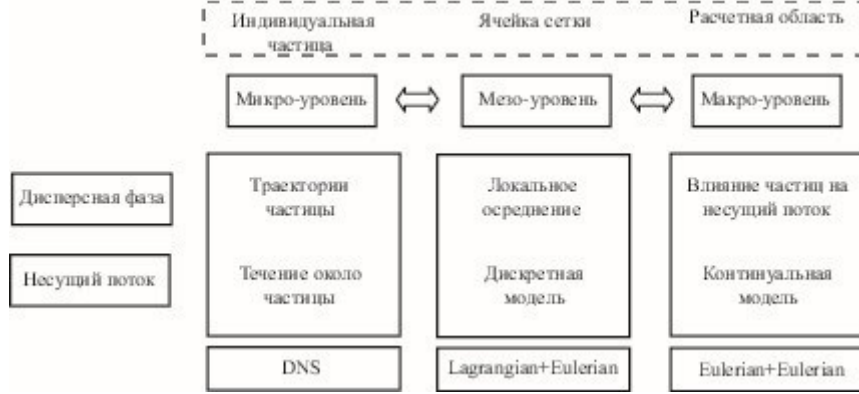 Индивидуальная
частица
Ячейка сетки
Расчетная область
Микро-уровень
Мезо-уровень
Макро-уровень
Дисперсная фаза
Траектории
частицы
Локальное
осреднение
Влияние частиц на
несущий поток
Несущий поток
Течение около
частицы
Дискретная
модель
Континуальная
модель
DNS
Lagrangian+Eulerian
Eulerian+Eulerian